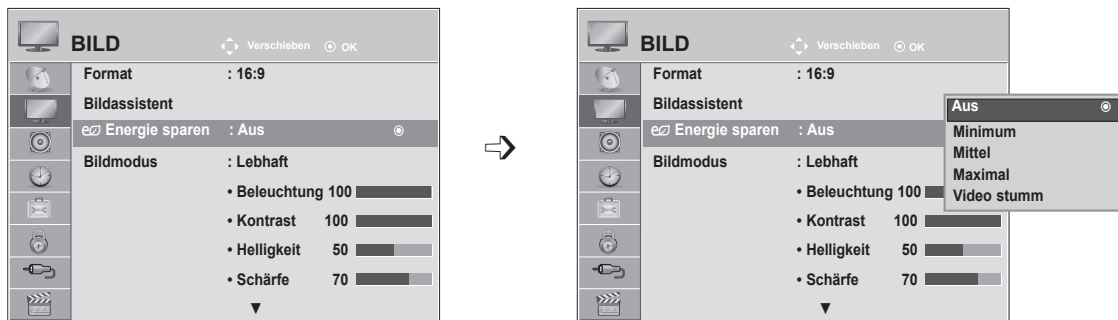 BILD
Verschieben OK
Format : 16:9
Bildassistent
Energie sparen : Aus
Bildmodus : Lebhaft
• Beleuchtung 100
• Kontrast 100
• Helligkeit 50
• Schärfe 70
▼
BILD
Verschieben OK
Format : 16:9
Bildassistent
Energie sparen : Aus
Bildmodus : Lebhaft
• Beleuchtung 100
• Kontrast 100
• Helligkeit 50
• Schärfe 70
▼
Aus
Minimum
Mittel
Maximal
Video stumm